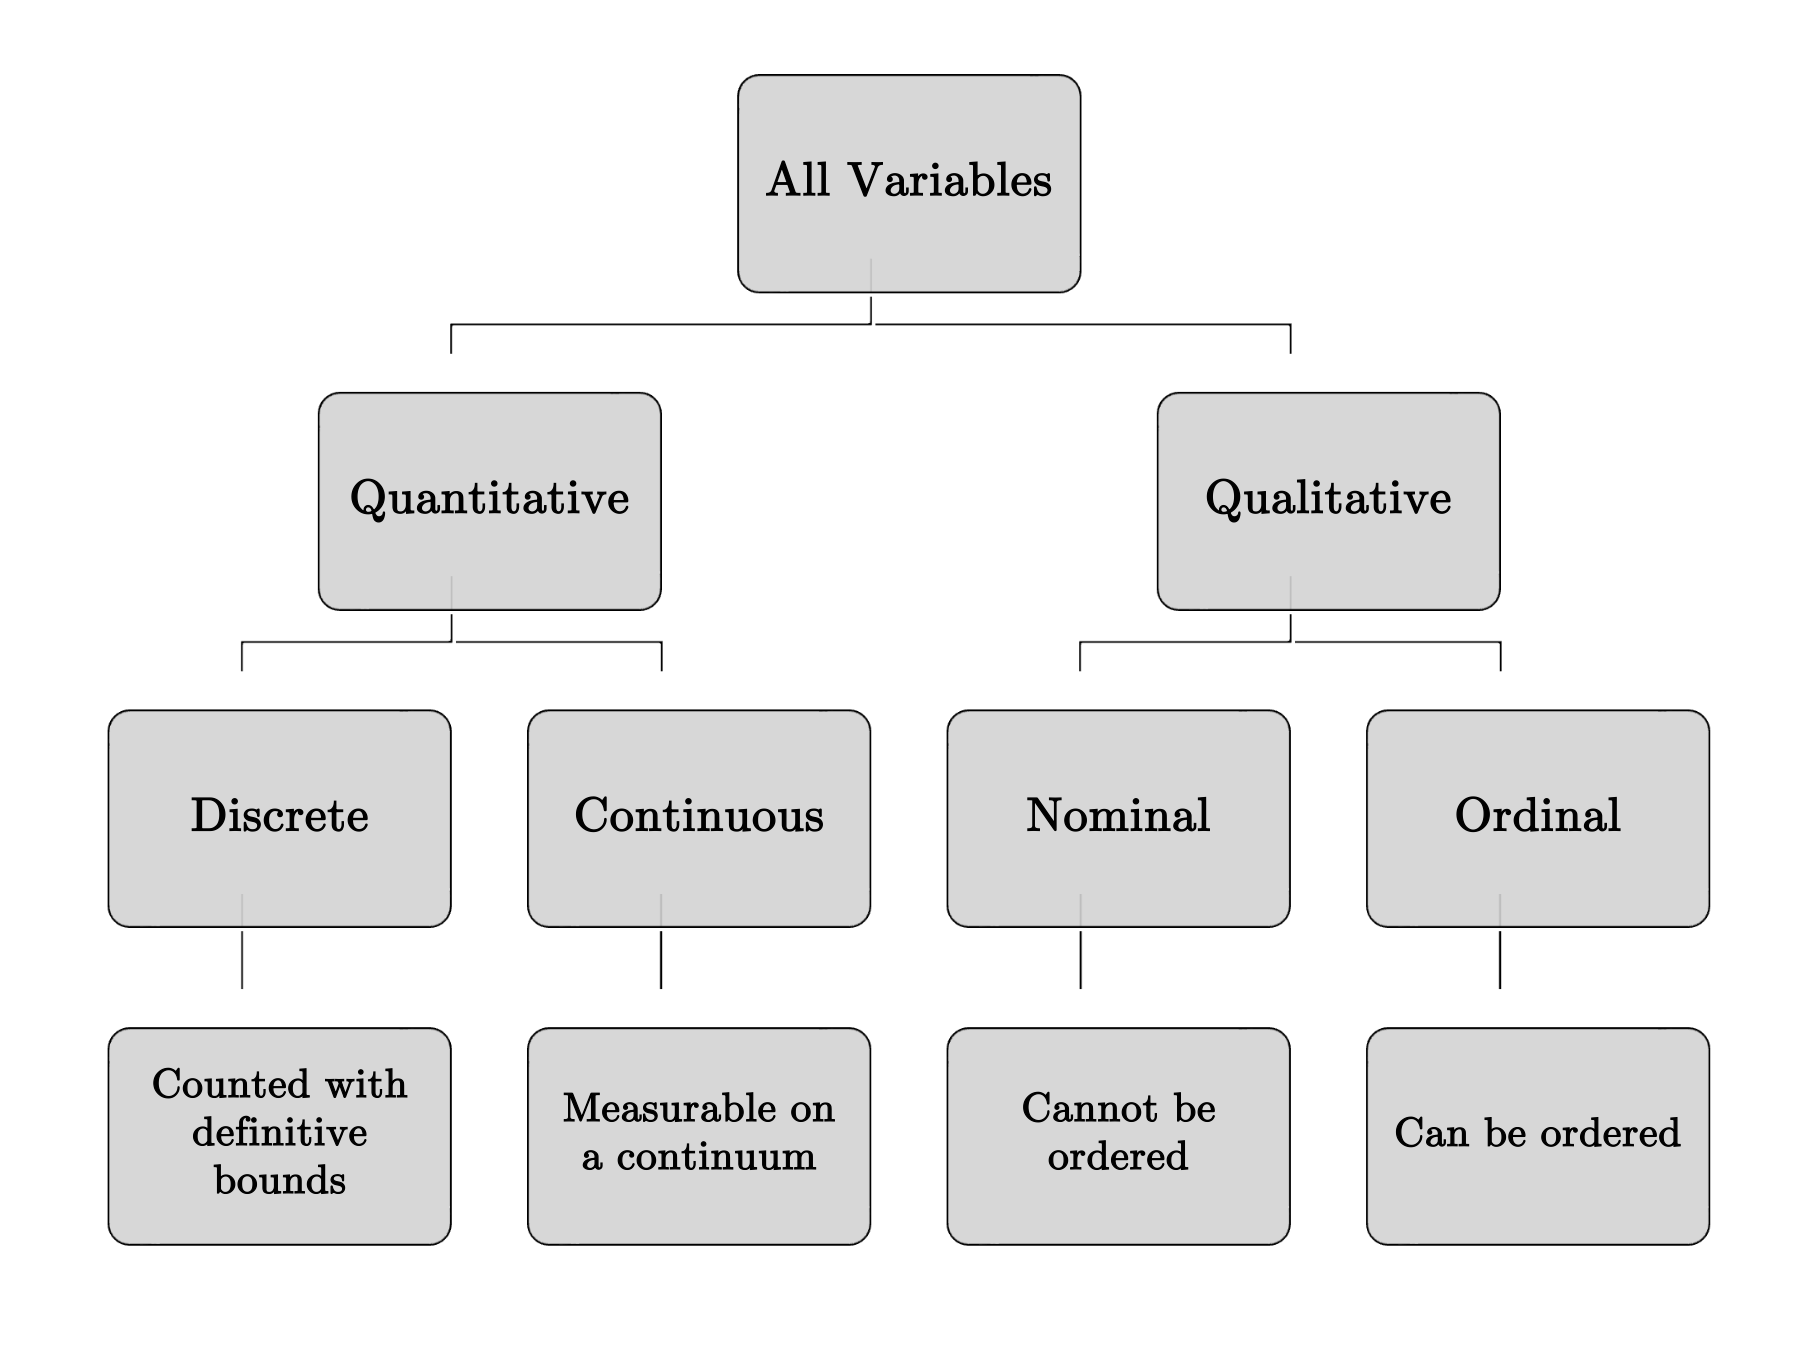 All Variables
Quantitative
Qualitative
Discrete
Continuous
Nominal
Ordinal
Counted with
definitive
bounds
Measurable on
a continuum
Cannot be
ordered
Can be ordered